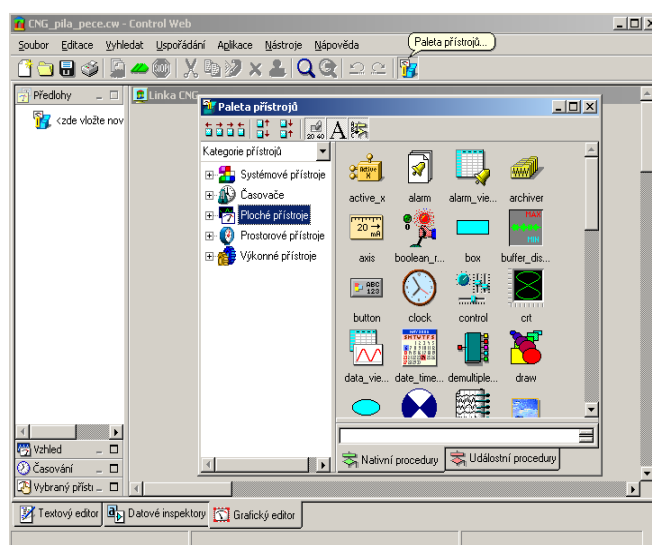 CNG_pila_pece.cw - Control Web
Soubor Editace Vyhledat Uspořádání Aplikace Nástroje Nápověda
Paleta přístrojů...
Předlohy
Linka CNG
<zde vložte nov
Paleta přístrojů
Kategorie přístrojů
Systémové přístroje
Časovače
Ploché přístroje
Prostorové přístroje
Výkonné přístroje
active_x alarm alarm_vie... archiver
axis boolean_r... box buffer_dis...
button clock control crt
data_vie... date_time... demultiple... draw
Nativní procedury Událostní procedury
Vzhled
Časování
Vybraný přísti
Textový editor Datové inspektory Grafický editor